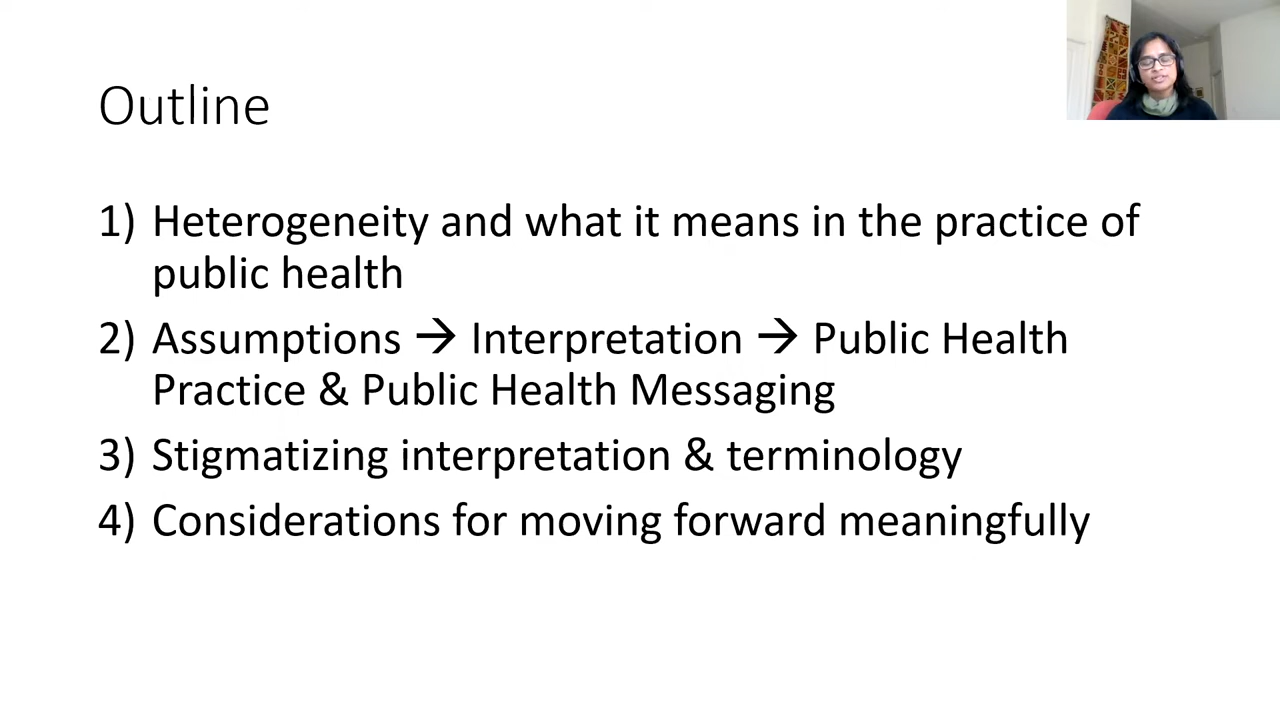 Outline
1) Heterogeneity and what it means in the practice of
public health
2) Assumptions → Interpretation → Public Health
Practice & Public Health Messaging
3) Stigmatizing interpretation & terminology
4) Considerations for moving forward meaningfully